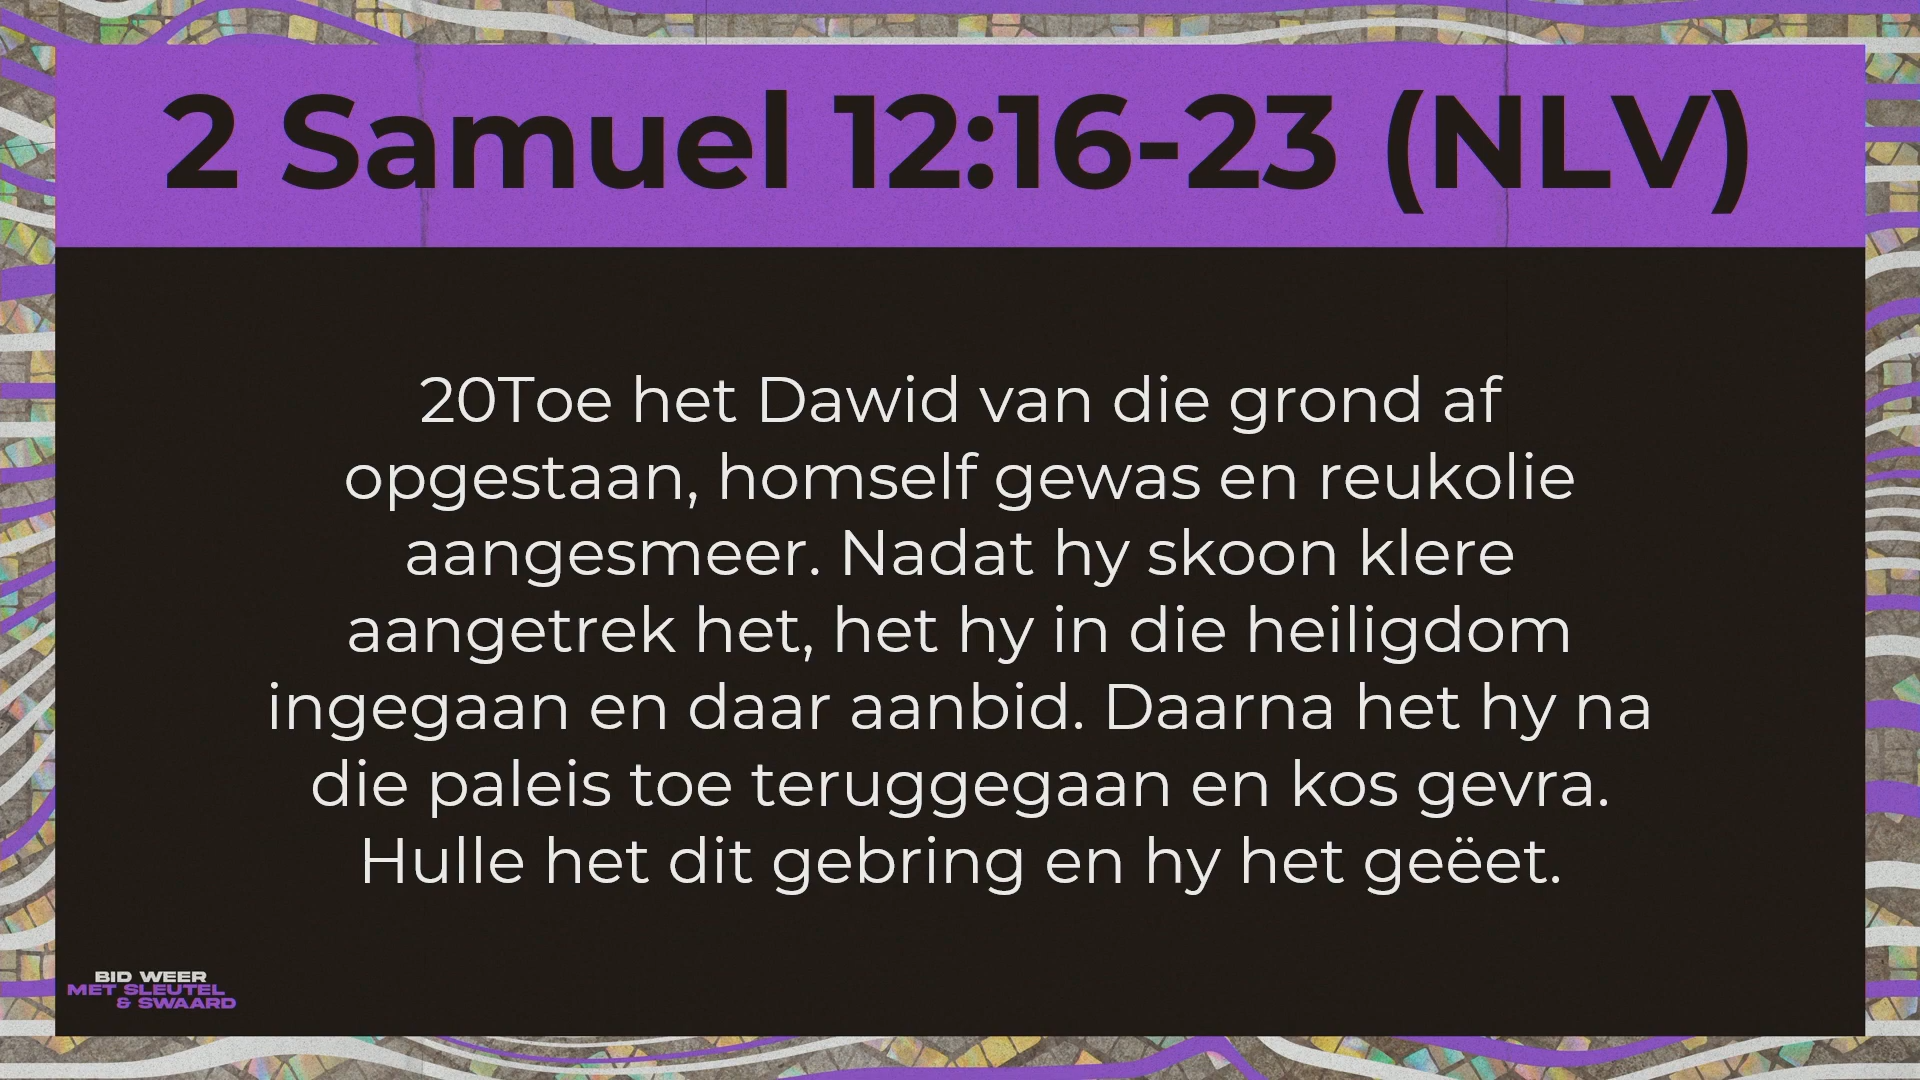 2 Samuel 12:16-23 (NLV)
20Toe het Dawid van die grond af
opgestaan, homself gewas en reukolie
aangesmeer. Nadat hy skoon klere
aangetrek het, het hy in die heiligdom
ingegaan en daar aanbid. Daarna het hy na
die paleis toe teruggegaan en kos gevra.
Hulle het dit gebring en hy het geëet.
BID WEER
MET SLEUTEL
& SWAARD